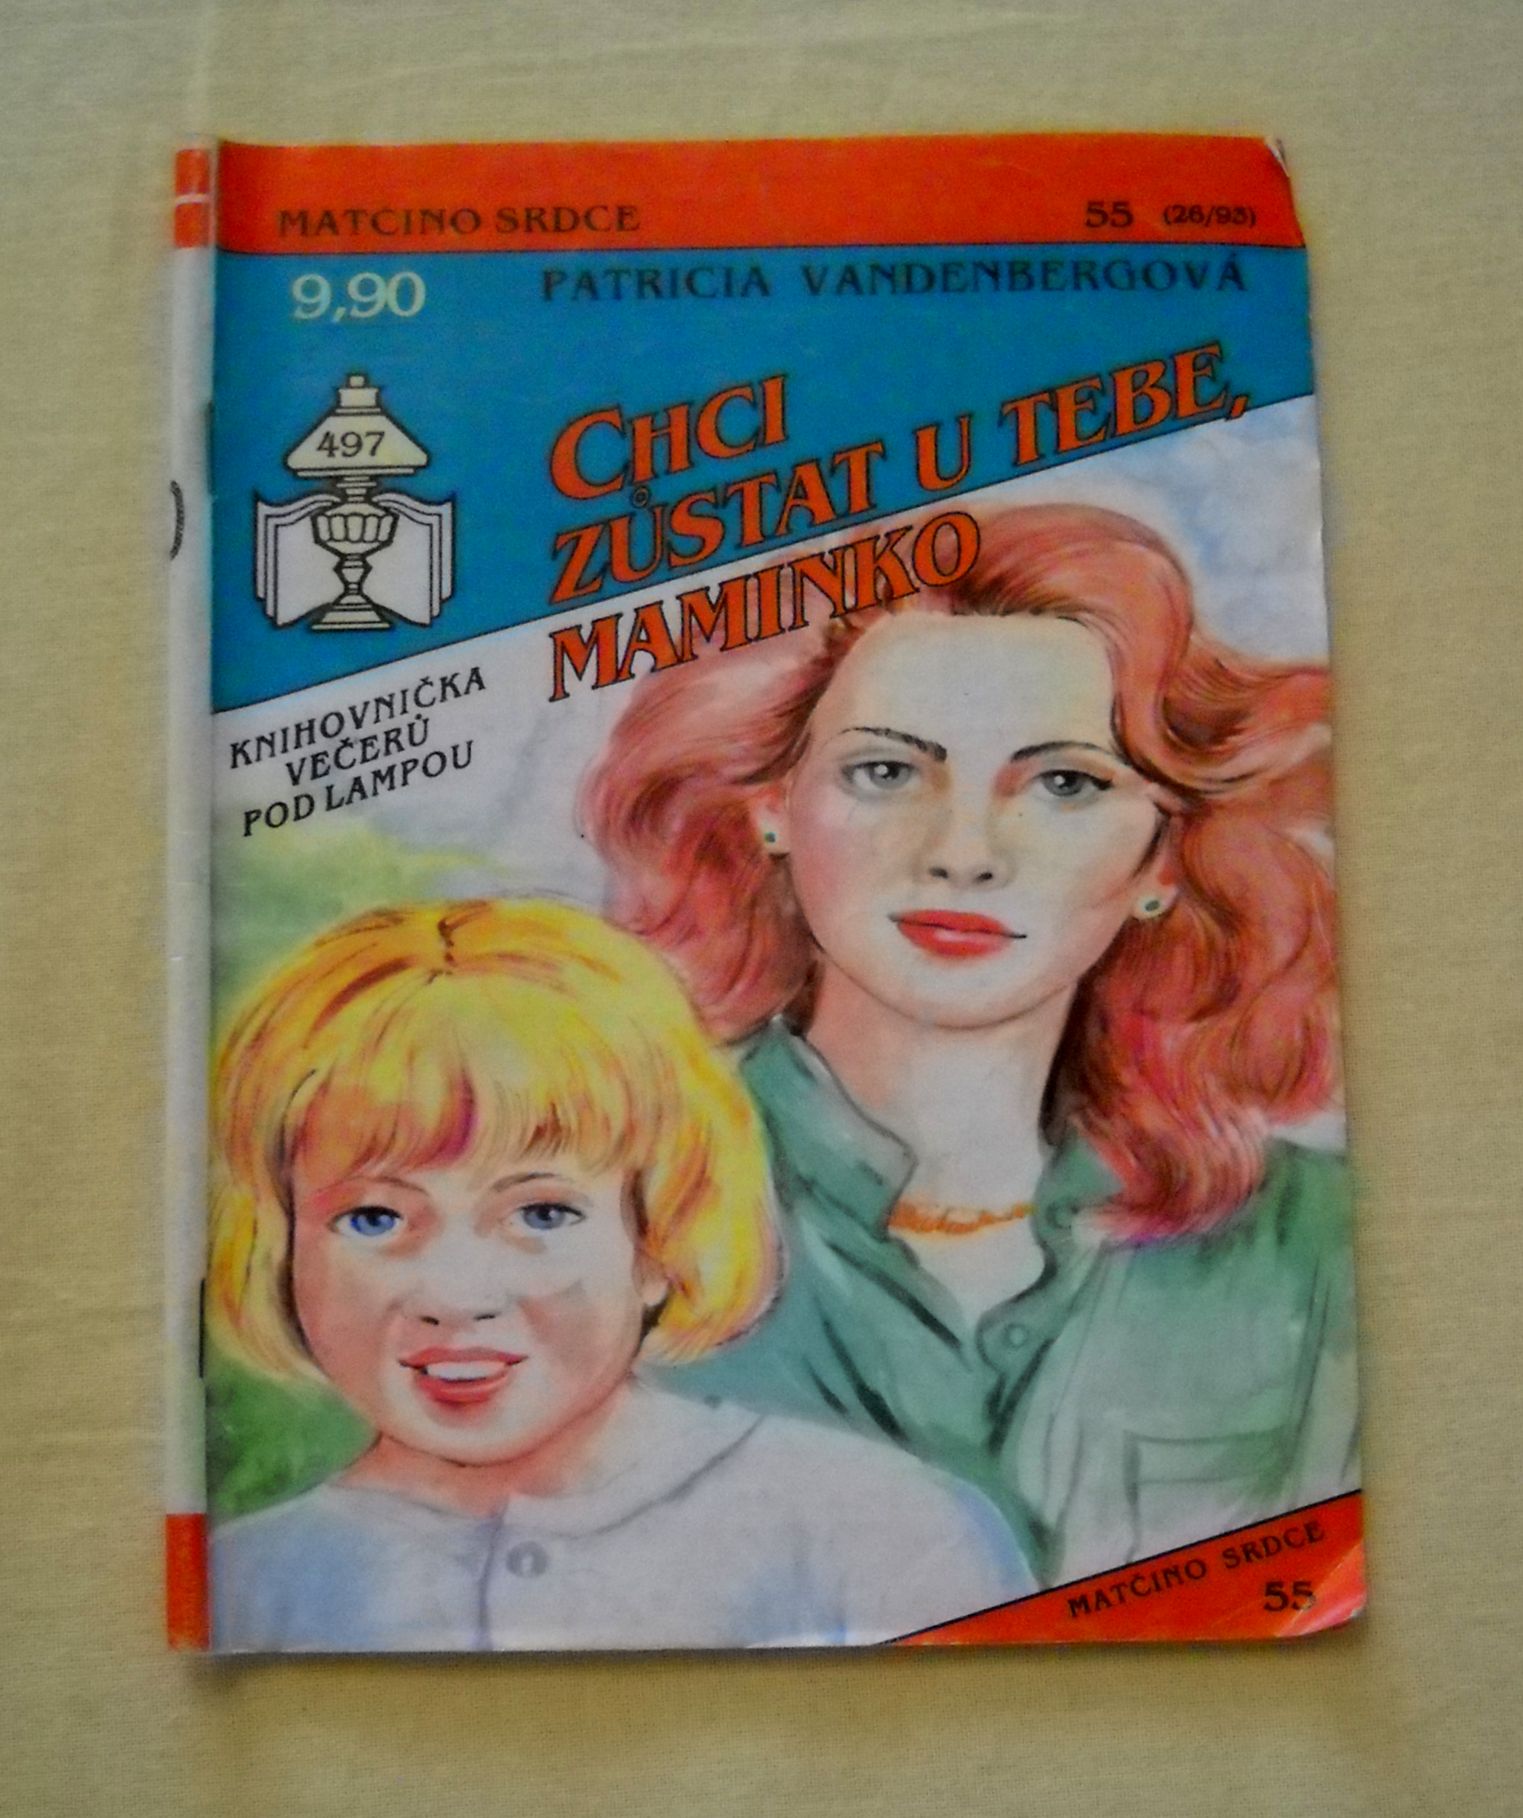 MATČINO SRDCE 55 (26/93)
9,90 PATRICIA VANDENBERGOVÁ
497
CHCI
ZŮSTAT U TEBE,
MAMINKO
KNIHOVNIČKA
VEČERŮ
POD LAMPOU
MATČINO SRDCE
55